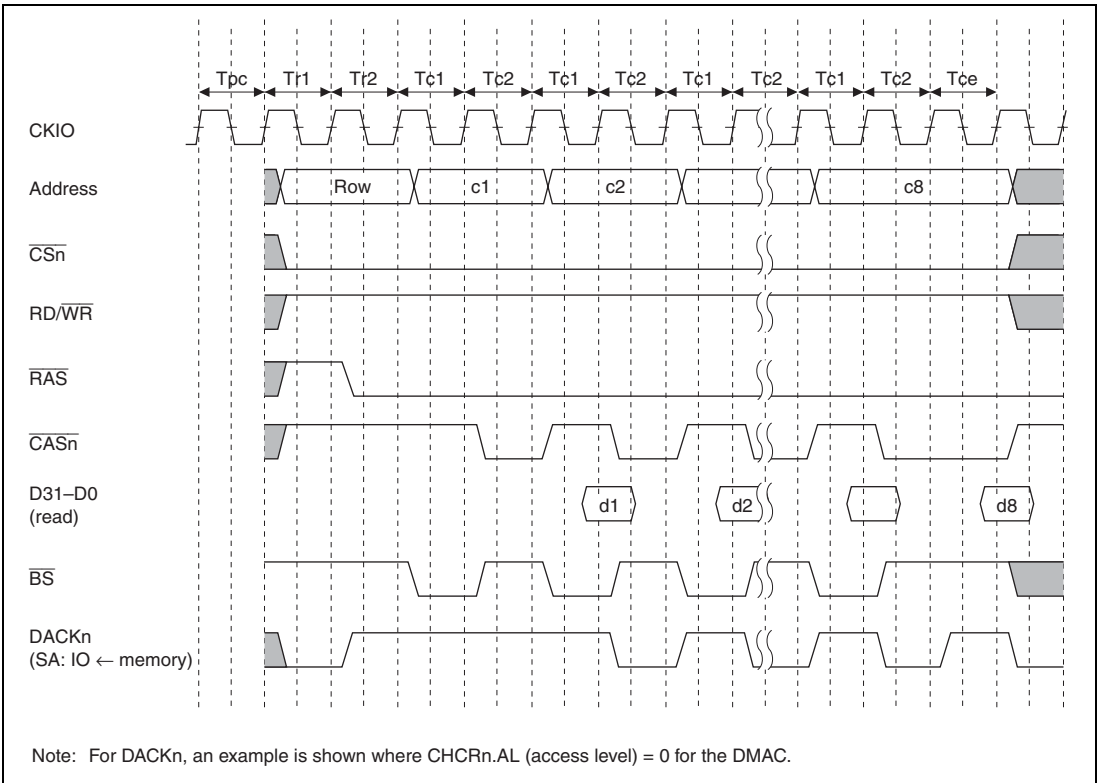 Tpc Tr1 Tr2 Tc1 Tc2 Tc1 Tc2 Tc1 Tc2 Tc1 Tc2 Tce
CKIO
Address Row c1 c2 c8
CSn
RD/WR
RAS
CASn
D31–D0
(read) d1 d2 d8
BS
DACKn
(SA: IO ← memory)
Note: For DACKn, an example is shown where CHCRn.AL (access level) = 0 for the DMAC.